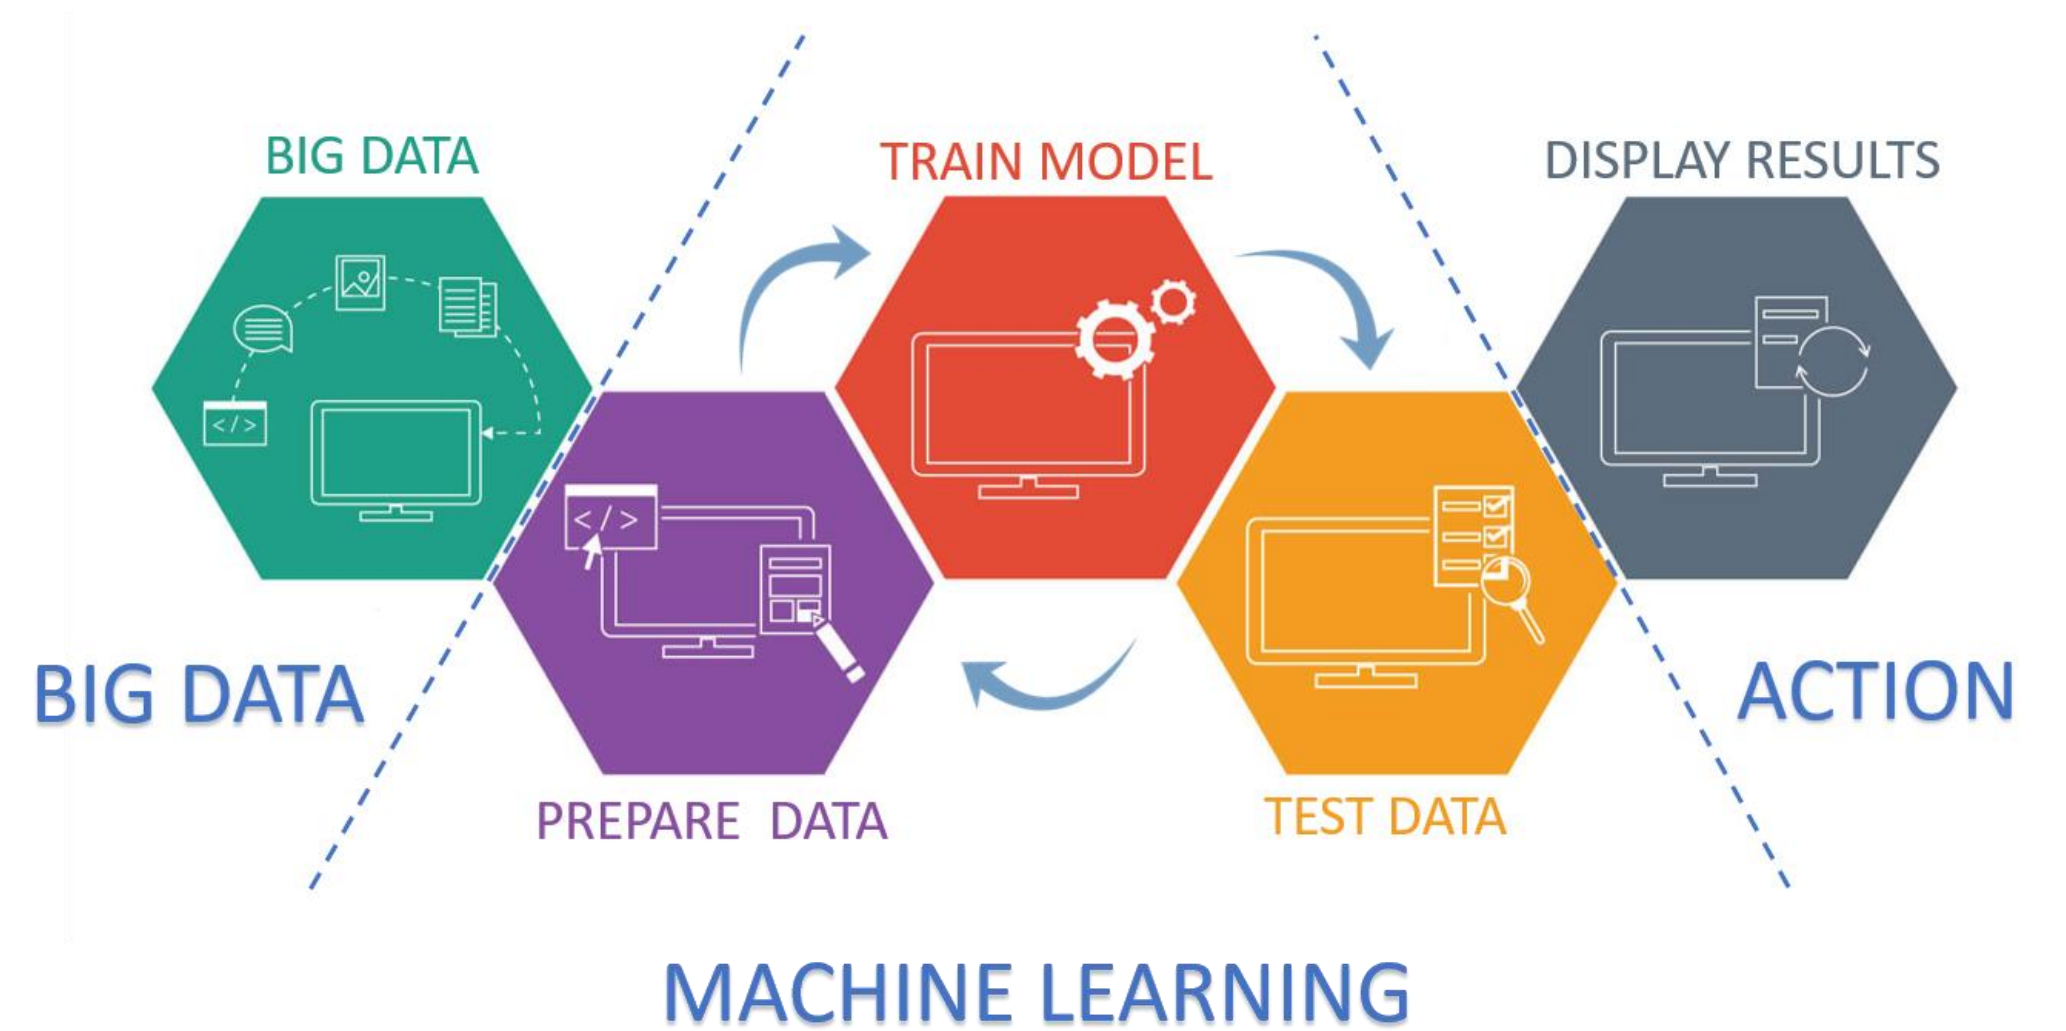 BIG DATA
TRAIN MODEL
DISPLAY RESULTS
</>
</>
BIG DATA
ACTION
PREPARE DATA
TEST DATA
MACHINE LEARNING